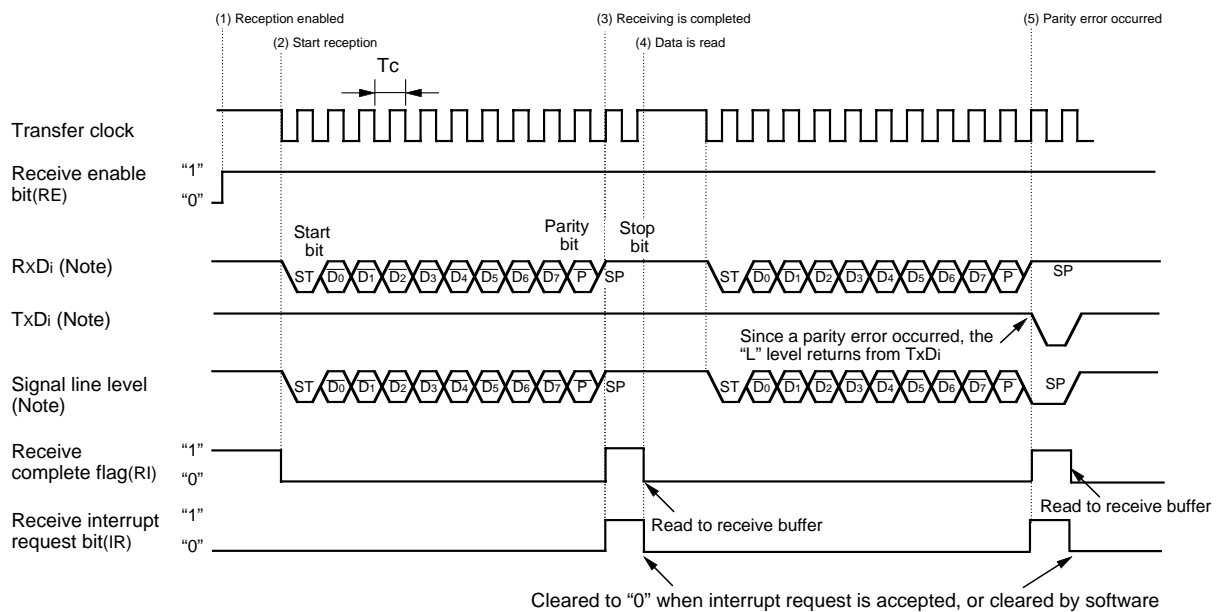 (1) Reception enabled
(3) Receiving is completed
(5) Parity error occurred
(2) Start reception
(4) Data is read
Tc
Transfer clock
Receive enable
bit(RE)
“1”
“0”
Start
bit
Parity
bit
Stop
bit
RxDi (Note)
ST D0 D1 D2 D3 D4 D5 D6 D7 P SP
ST D0 D1 D2 D3 D4 D5 D6 D7 P SP
TxDi (Note)
Since a parity error occurred, the
“L” level returns from TxDi
Signal line level
(Note)
ST D0 D1 D2 D3 D4 D5 D6 D7 P SP
ST D0 D1 D2 D3 D4 D5 D6 D7 P SP
Receive
complete flag(RI)
“1”
“0”
Read to receive buffer
Read to receive buffer
Receive interrupt
request bit(IR)
“1”
“0”
Cleared to “0” when interrupt request is accepted, or cleared by software